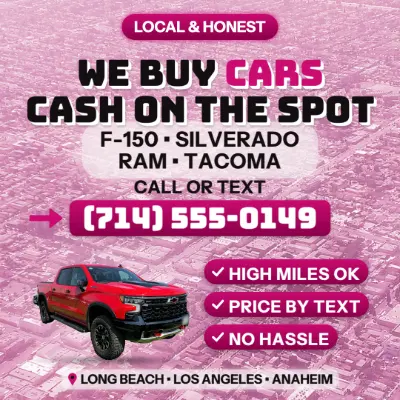 LOCAL & HONEST
WE BUY CARS
CASH ON THE SPOT
F-150 • SILVERADO
RAM • TACOMA
CALL OR TEXT
(714) 555-0149
HIGH MILES OK
PRICE BY TEXT
NO HASSLE
LONG BEACH • LOS ANGELES • ANAHEIM